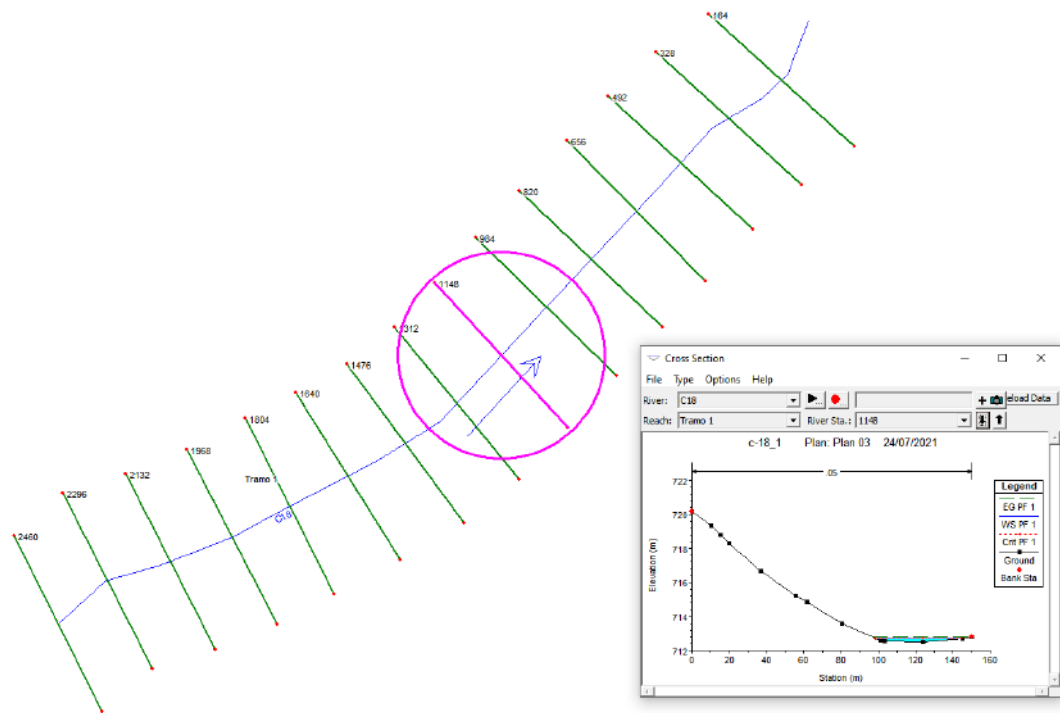 164
328
492
656
820
984
1148
1312
1476
1640
1804
1968
2132
2296
2460
Tramo 1
C18
Cross Section
File Type Options Help
River: C18
eload Data
Reach: Tramo 1 River Sta.: 1148
c-18_1 Plan: Plan 03 24/07/2021
.05
722
720
718
716
714
712
Elevation (m)
0 20 40 60 80 100 120 140 160
Station (m)
Legend
EG PF 1
WS PF 1
Crit PF 1
Ground
Bank Sta